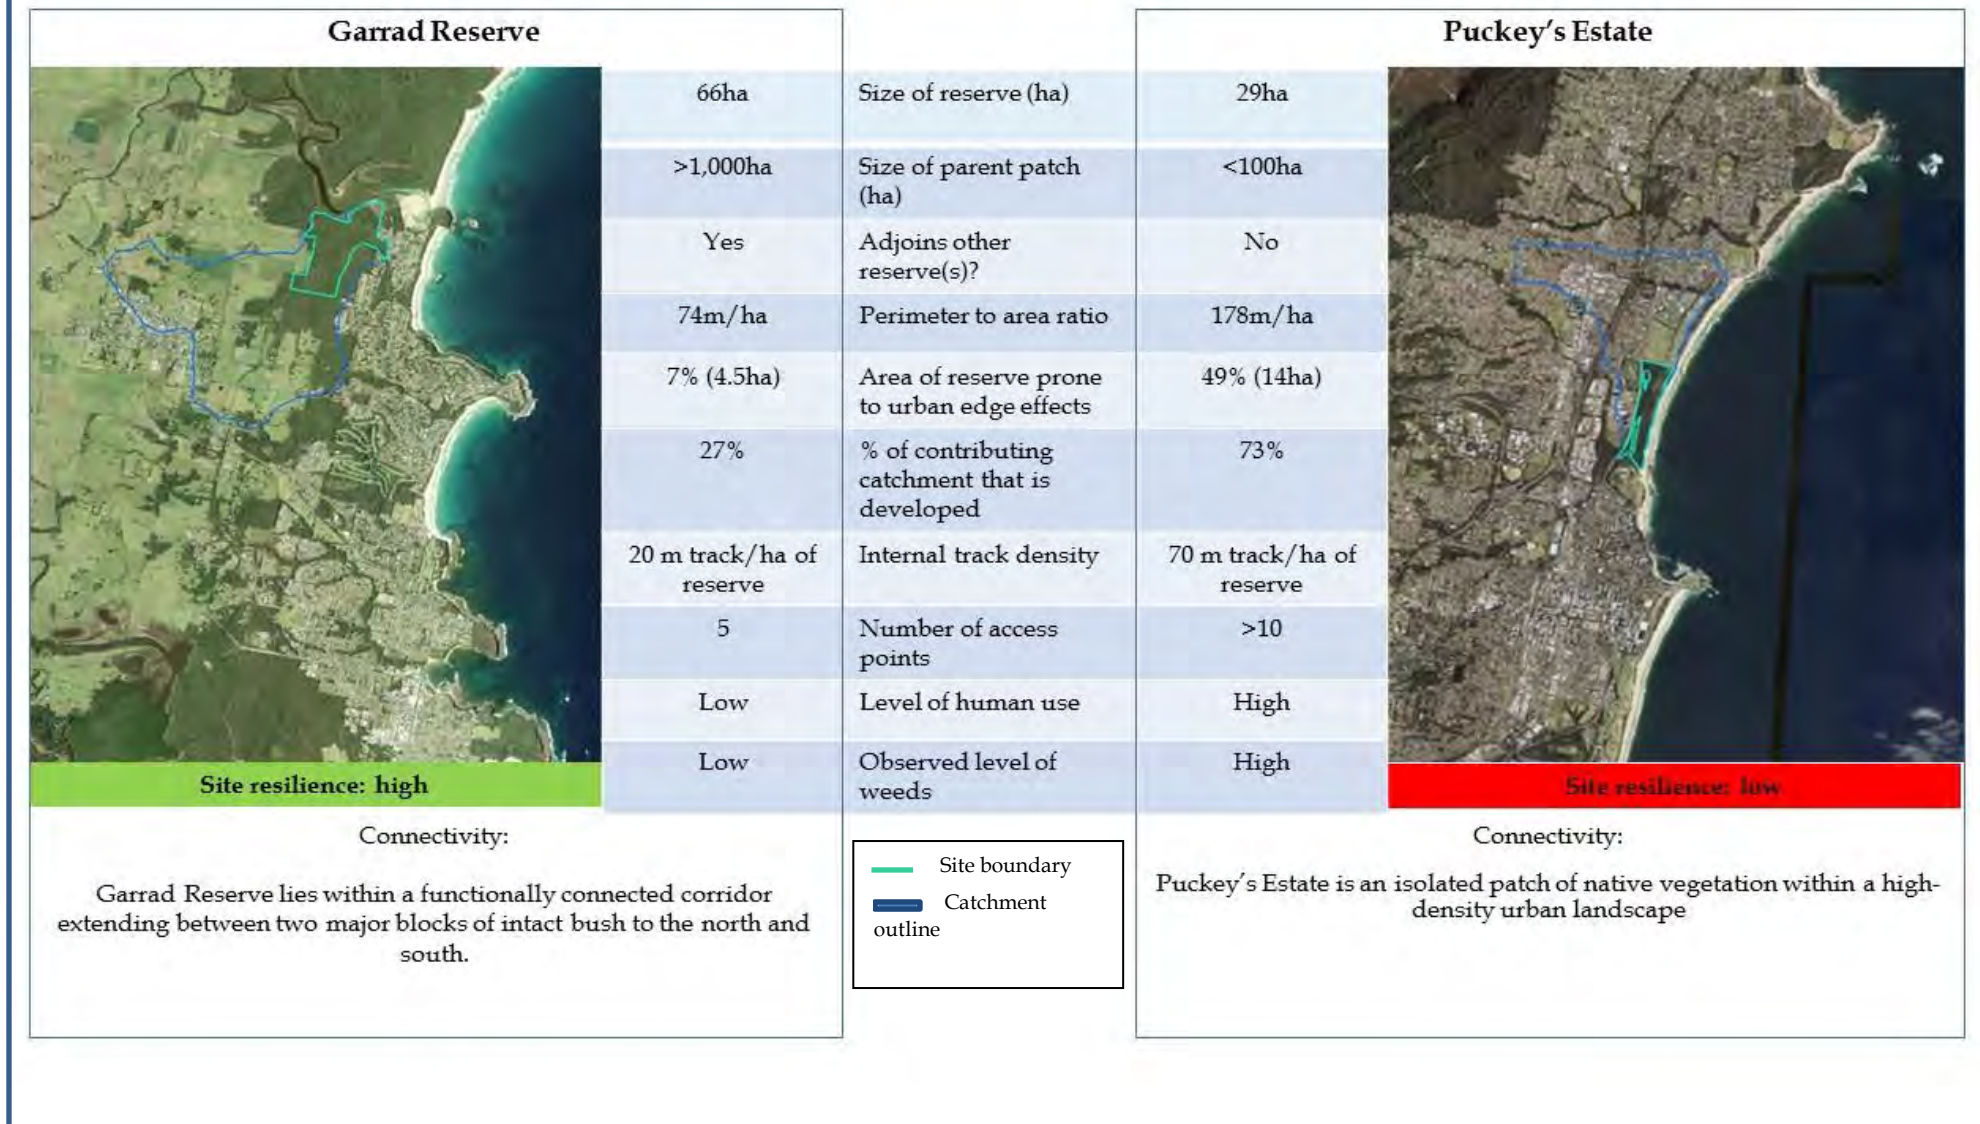 Garrad Reserve
Puckey's Estate
66ha
Size of reserve (ha)
29ha
>1,000ha
Size of parent patch
(ha)
<100ha
Yes
Adjoins other
reserve(s)?
No
74m/ha
Perimeter to area ratio
178m/ha
7% (4.5ha)
Area of reserve prone
to urban edge effects
49% (14ha)
27%
% of contributing
catchment that is
developed
73%
20 m track/ha of
reserve
Internal track density
70 m track/ha of
reserve
5
Number of access
points
>10
Low
Level of human use
High
Low
Observed level of
weeds
High
Site resilience: high
Site resilience: low
Connectivity:
Garrad Reserve lies within a functionally connected corridor
extending between two major blocks of intact bush to the north and
south.
Site boundary
Catchment
outline
Connectivity:
Puckey's Estate is an isolated patch of native vegetation within a high-
density urban landscape